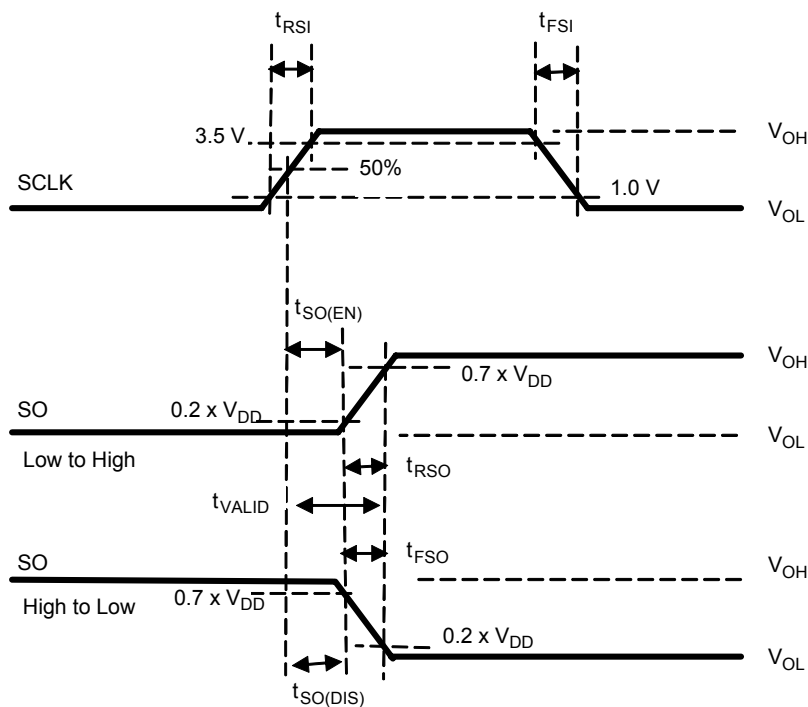 tRSI
tFSI
3.5 V
VOH
50%
SCLK
1.0 V
VOL
tSO(EN)
VOH
0.7 x VDD
SO
0.2 x VDD
VOL
Low to High
tRSO
tVALID
SO
tFSO
VOH
High to Low
0.7 x VDD
0.2 x VDD
VOL
tSO(DIS)